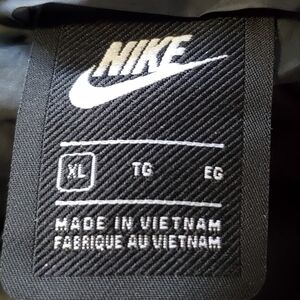 NIKE
XL TG EG
MADE IN VIETNAM
FABRIQUE AU VIETNAM